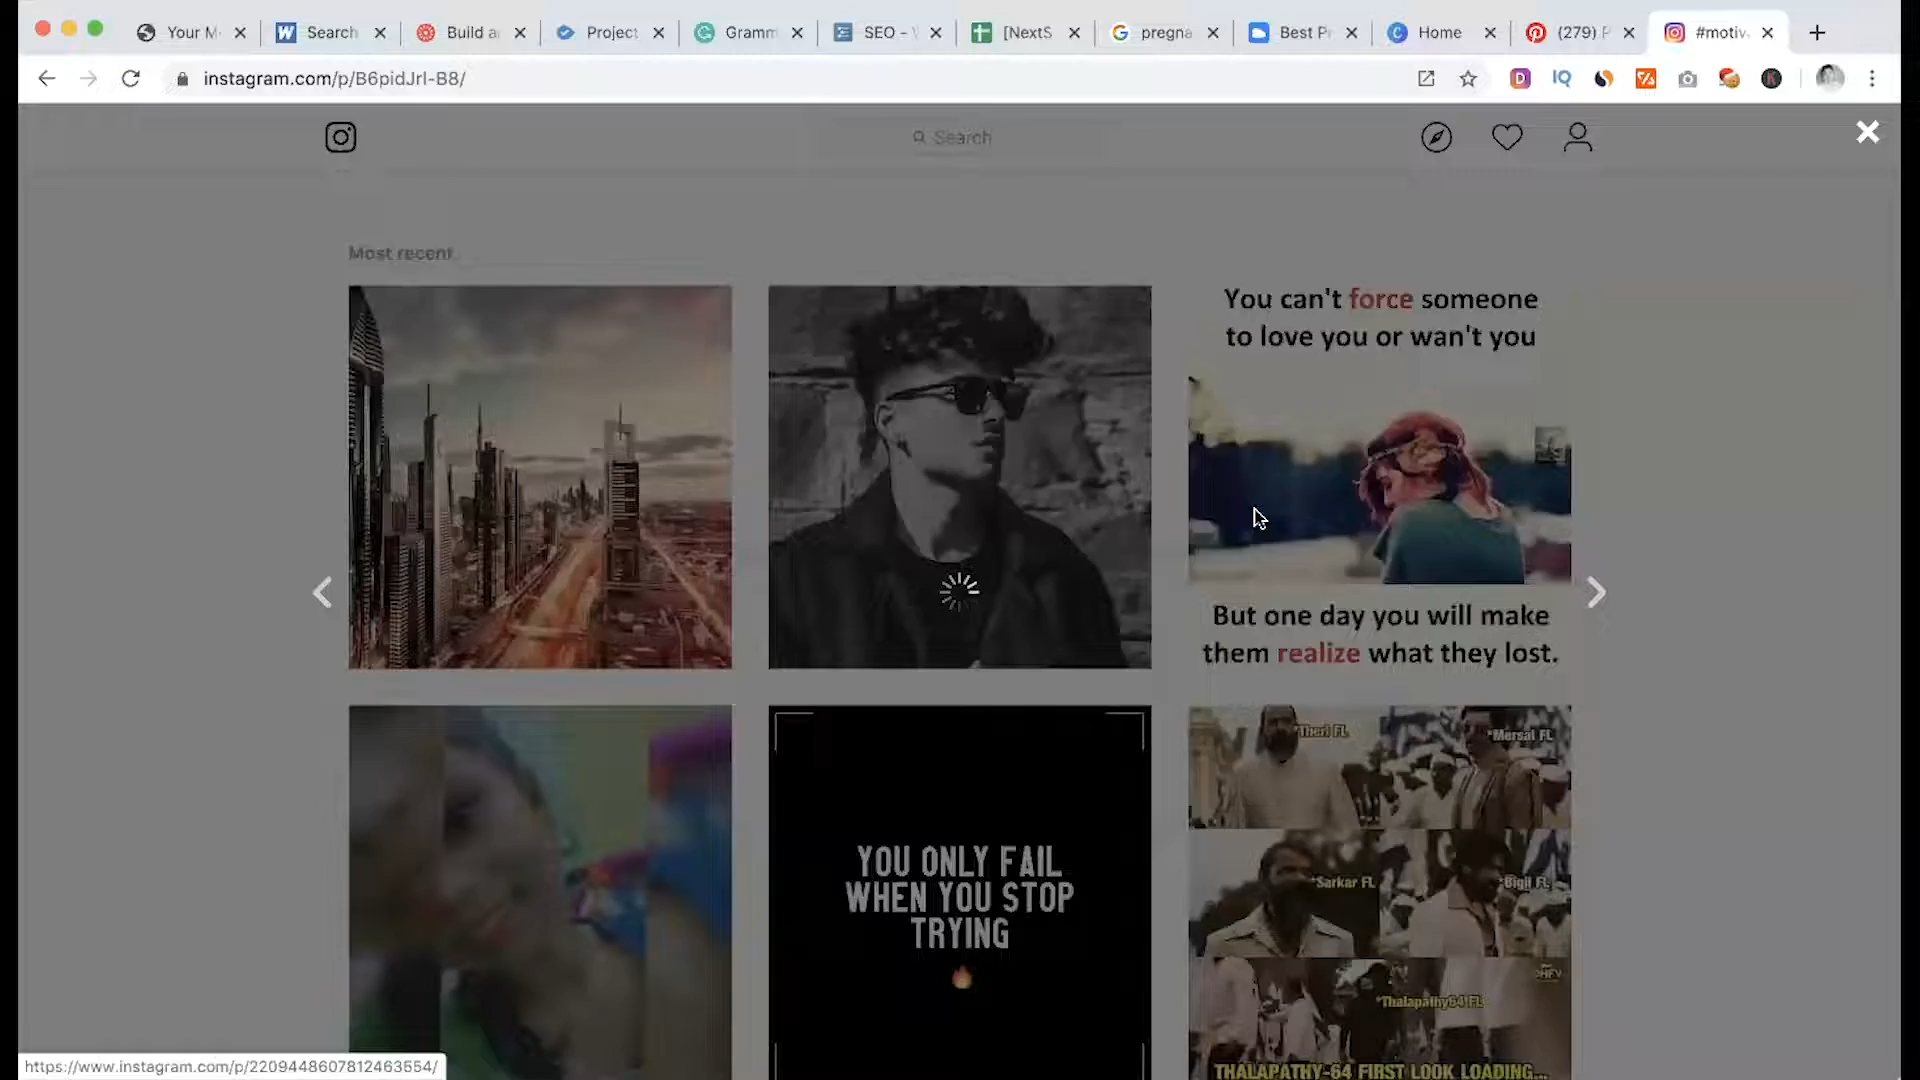 Your M
Search
Build a
Project
Gramm
SEO -
[NextS
pregna
Best P
Home
(279) P
#motiv
instagram.com/p/B6pidJrl-B8/
IQ
Search
Most recent
You can't force someone
to love you or wan't you
But one day you will make
them realize what they lost.
YOU ONLY FAIL
WHEN YOU STOP
TRYING
*Theri FL
*Mersal FL
*Sarkar FL
*Bigil FL
*Thalapathy64 FL
THALAPATHY-64 FIRST LOOK LOADING...
https://www.instagram.com/p/2209448607812463554/